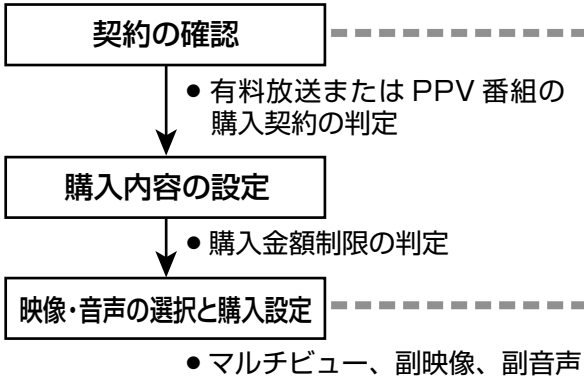 契約の確認
● 有料放送または PPV 番組の
購入契約の判定
購入内容の設定
● 購入金額制限の判定
映像・音声の選択と購入設定
● マルチビュー、副映像、副音声